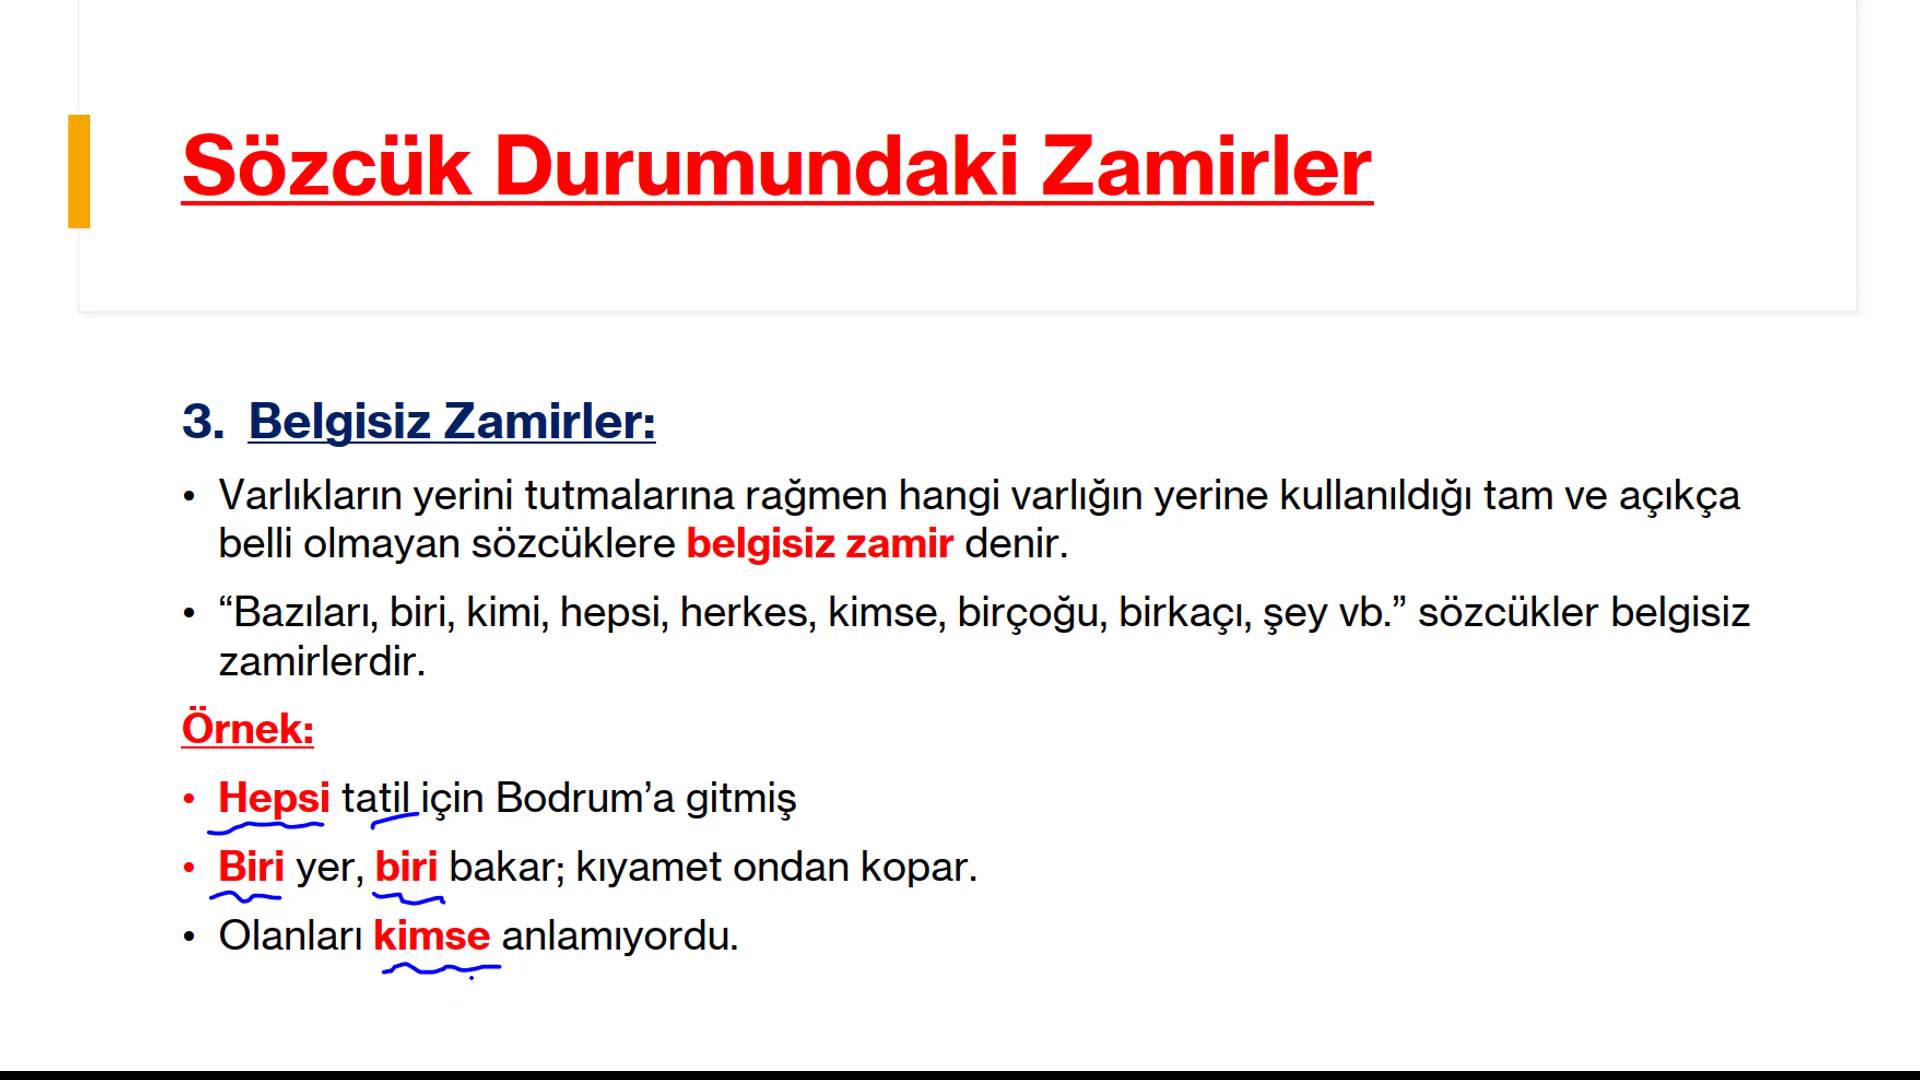 Sözcük Durumundaki Zamirler
3. Belgisiz Zamirler:
• Varlıkların yerini tutmalarına rağmen hangi varlığın yerine kullanıldığı tam ve açıkça
belli olmayan sözcüklere belgisiz zamir denir.
• “Bazıları, biri, kimi, hepsi, herkes, kimse, birçoğu, birkaçı, şey vb.” sözcükler belgisiz
zamirlerdir.
Örnek:
• Hepsi tatil için Bodrum’a gitmiş
• Biri yer, biri bakar; kıyamet ondan kopar.
• Olanları kimse anlamıyordu.